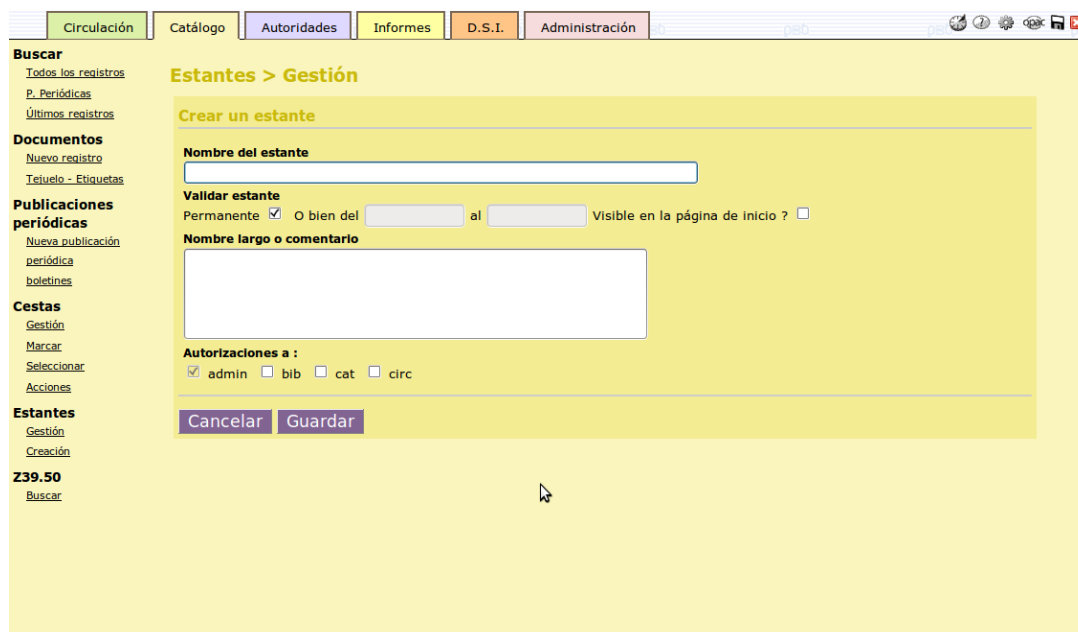 Circulación Catálogo Autoridades Informes D.S.I. Administración opac
Buscar
Todos los registros
P. Periódicas
Últimos registros
Documentos
Nuevo registro
Tejuelo - Etiquetas
Publicaciones
periódicas
Nueva publicación
periódica
boletines
Cestas
Gestión
Marcar
Seleccionar
Acciones
Estantes
Gestión
Creación
Z39.50
Buscar
Estantes > Gestión
Crear un estante
Nombre del estante
Validar estante
Permanente O bien del al Visible en la página de inicio ?
Nombre largo o comentario
Autorizaciones a :
admin bib cat circ
Cancelar Guardar